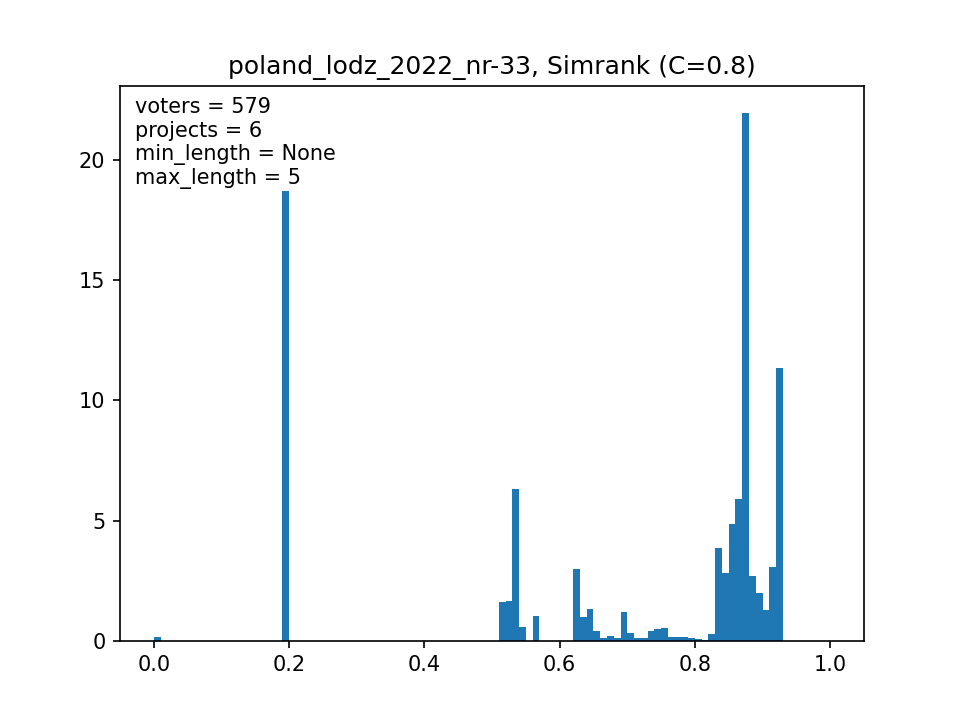 poland_lodz_2022_nr-33, Simrank (C=0.8)
voters = 579
projects = 6
min_length = None
max_length = 5
20
15
10
5
0
0.0 0.2 0.4 0.6 0.8 1.0